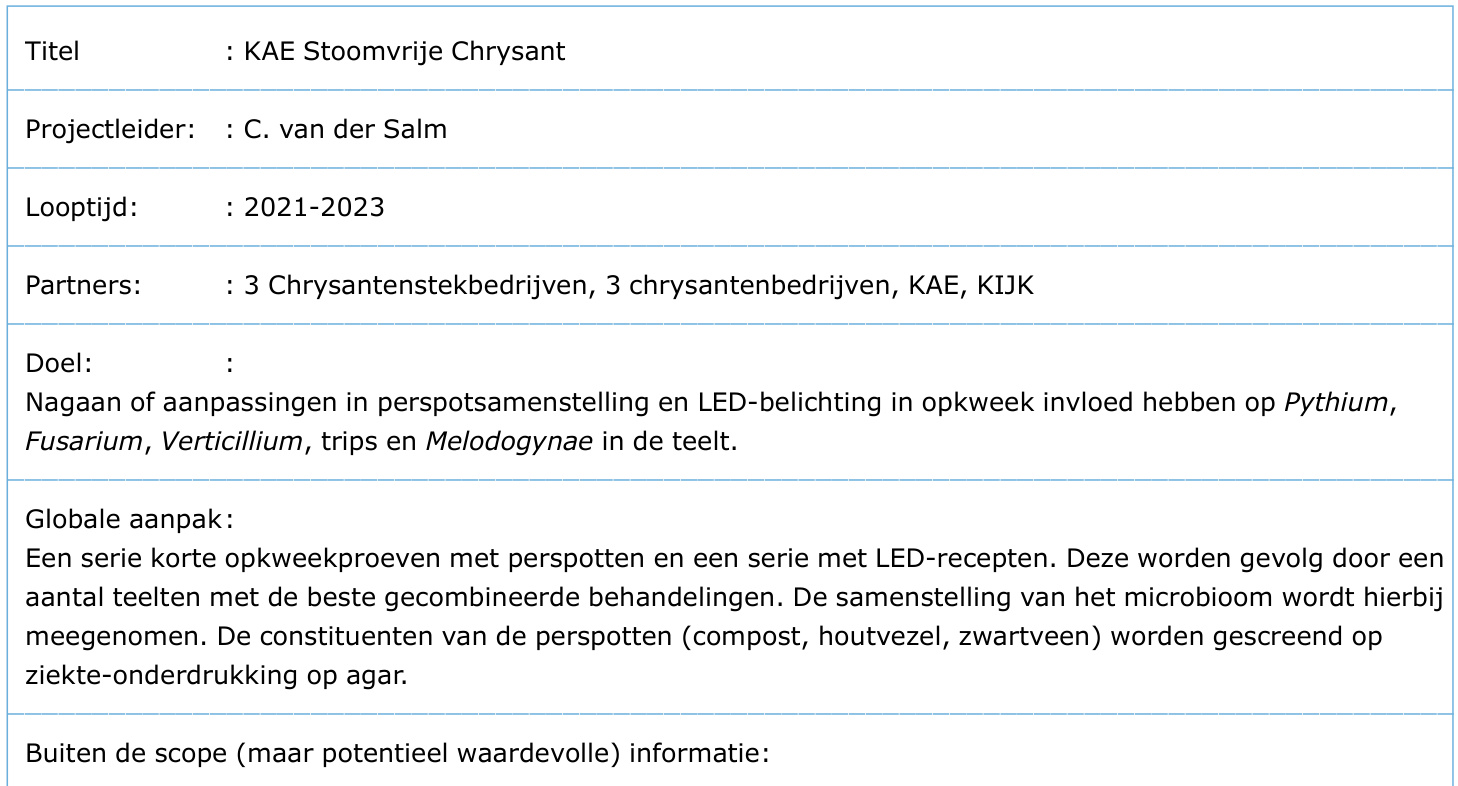 Titel : KAE Stoomvrije Chrysant
Projectleider: : C. van der Salm
Looptijd: : 2021-2023
Partners: : 3 Chrysantenstekbedrijven, 3 chrysantenbedrijven, KAE, KIJK
Doel: :
Nagaan of aanpassingen in perspotsamenstelling en LED-belichting in opkweek invloed hebben op Pythium,
Fusarium, Verticillium, trips en Melodogynae in de teelt.
Globale aanpak:
Een serie korte opkweekproeven met perspotten en een serie met LED-recepten. Deze worden gevolg door een
aantal teelten met de beste gecombineerde behandelingen. De samenstelling van het microbioom wordt hierbij
meegenomen. De constituenten van de perspotten (compost, houtvezel, zwartveen) worden gescreend op
ziekte-onderdrukking op agar.
Buiten de scope (maar potentieel waardevolle) informatie: